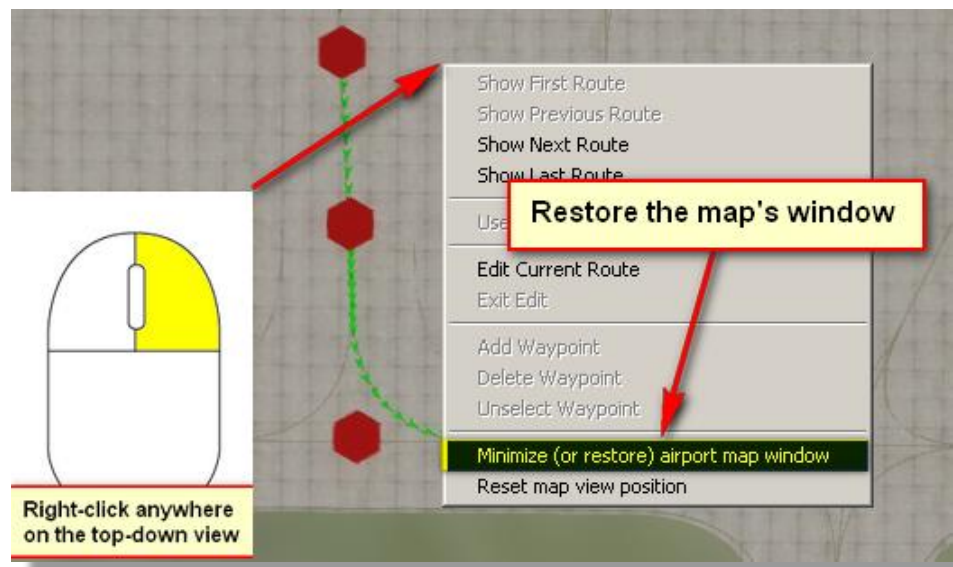 Show First Route
Show Previous Route
Show Next Route
Show Last Route
Restore the map's window
Use
Edit Current Route
Exit Edit
Add Waypoint
Delete Waypoint
Unselect Waypoint
Minimize (or restore) airport map window
Reset map view position
Right-click anywhere
on the top-down view